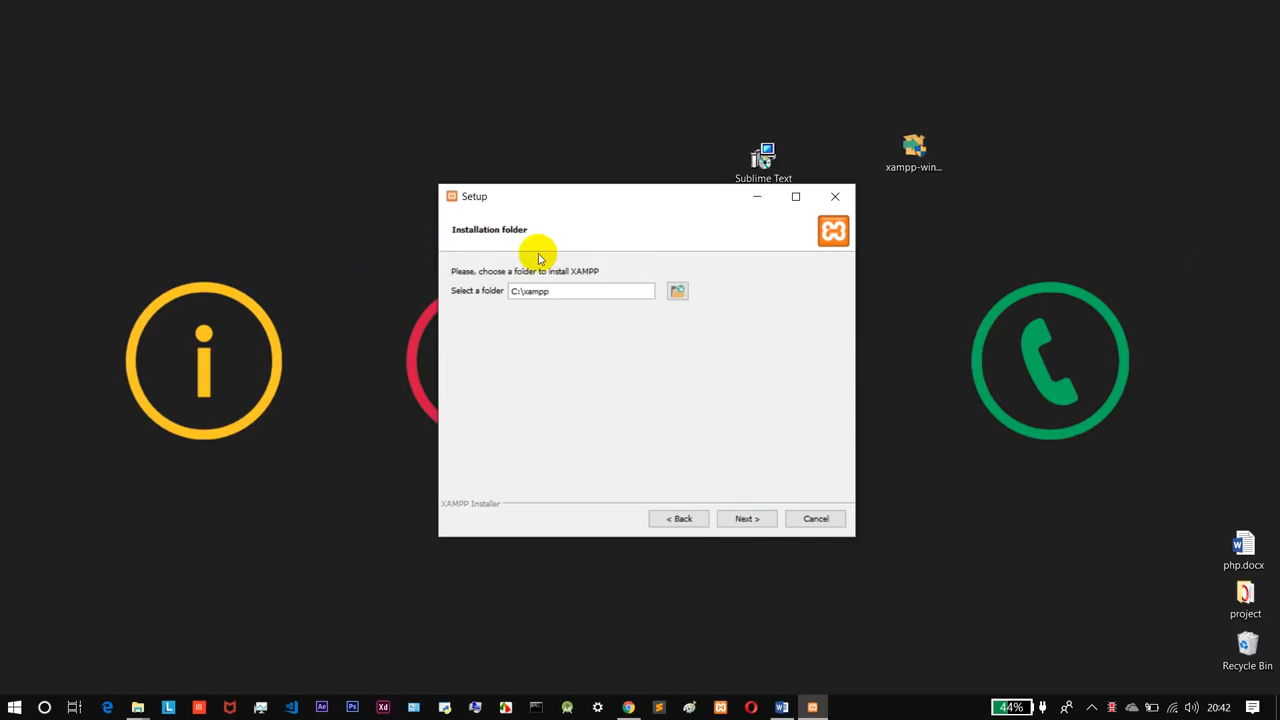 Sublime Text
xampp-win...
Setup
Installation folder
Please, choose a folder to install XAMPP
Select a folder C:\xampp
XAMPP Installer
< Back Next > Cancel
php.docx
project
Recycle Bin
44% 20:42